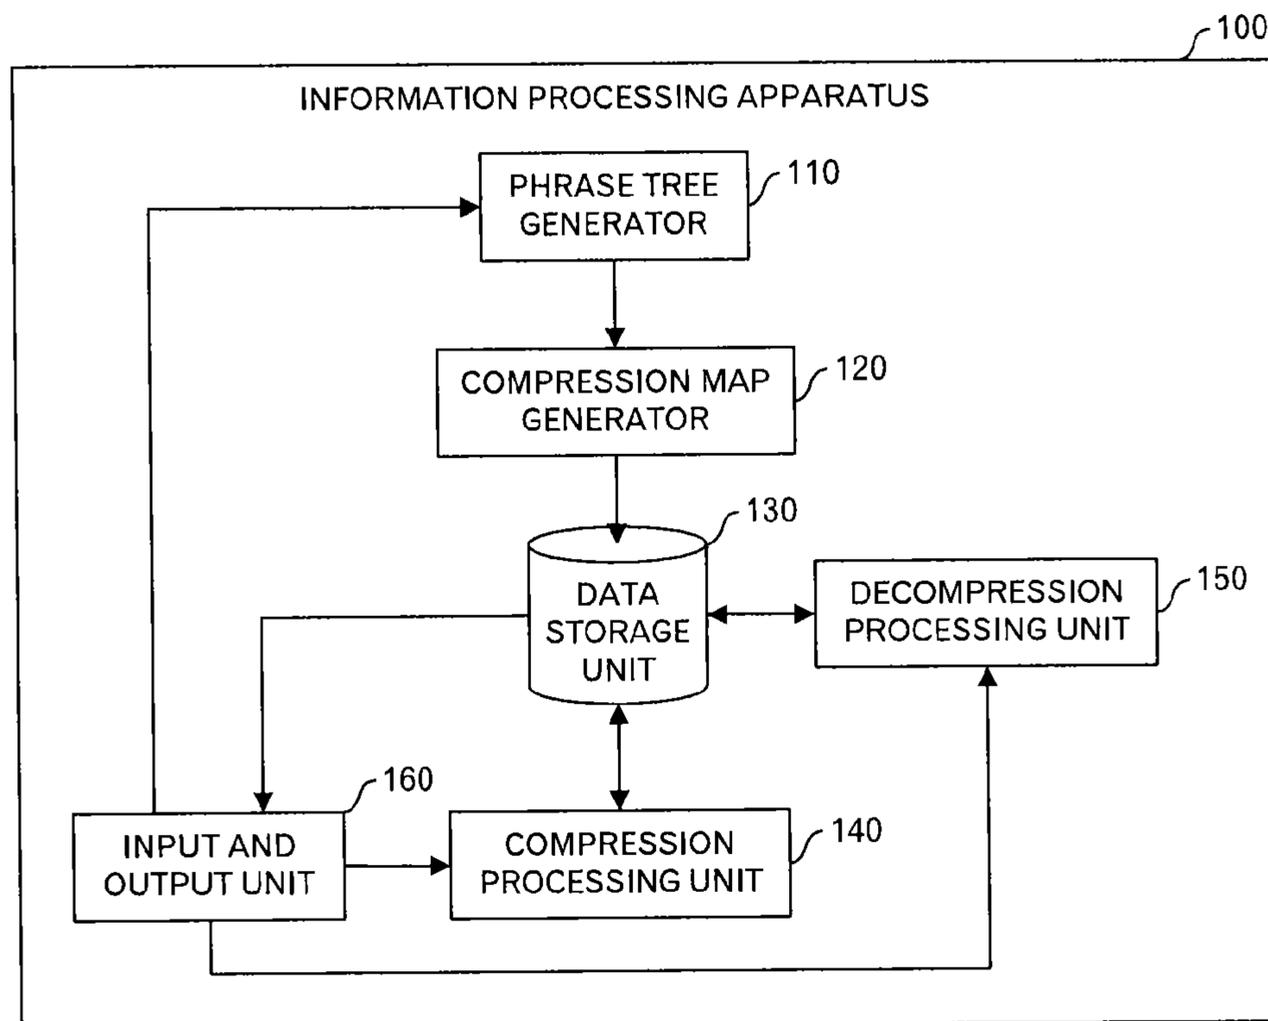 100
INFORMATION PROCESSING APPARATUS
PHRASE TREE
GENERATOR
110
COMPRESSION MAP
GENERATOR
120
130
DATA
STORAGE
UNIT
DECOMPRESSION
PROCESSING UNIT
150
160
INPUT AND
OUTPUT UNIT
COMPRESSION
PROCESSING UNIT
140